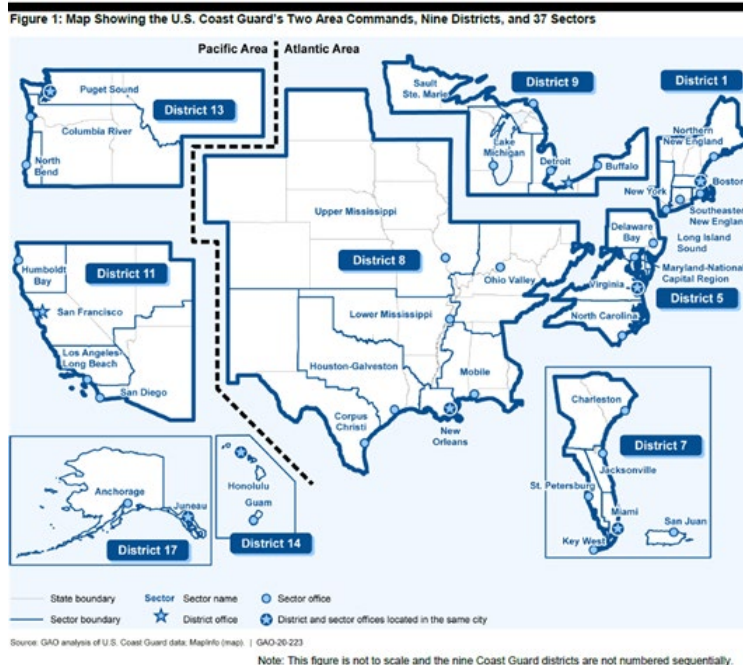 Figure 1: Map Showing the U.S. Coast Guard's Two Area Commands, Nine Districts, and 37 Sectors
Pacific Area
Atlantic Area
Puget Sound
District 13
Columbia River
North
Bend
Sault
Ste. Marie
District 9
Lake
Michigan
Detroit
Buffalo
District 1
Northern
New England
Boston
New York
Southeastern
New England
Long Island
Sound
Delaware
Bay
Maryland-National
Capital Region
Virginia
District 5
North Carolina
Upper Mississippi
District 8
Ohio Valley
Lower Mississippi
Houston-Galveston
Mobile
Corpus
Christi
New
Orleans
Humboldt
Bay
District 11
San Francisco
Los Angeles-
Long Beach
San Diego
Anchorage
Juneau
District 17
Honolulu
Guam
District 14
Charleston
District 7
Jacksonville
St. Petersburg
Miami
Key West
San Juan
State boundary
Sector Sector name
Sector office
Sector boundary
District office
District and sector offices located in the same city
Source: GAO analysis of U.S. Coast Guard data; MapInfo (map). | GAO-20-223
Note: This figure is not to scale and the nine Coast Guard districts are not numbered sequentially.